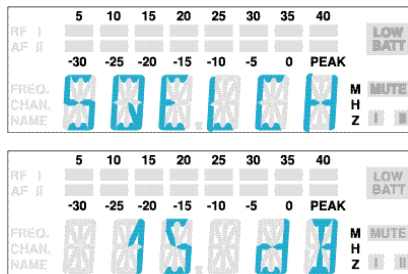 5 10 15 20 25 30 35 40
RF I LOW
AF II BATT
-30 -25 -20 -15 -10 -5 0 PEAK
FREQ. M MUTE
CHAN. H
NAME Z I II
5 10 15 20 25 30 35 40
RF I LOW
AF II BATT
-30 -25 -20 -15 -10 -5 0 PEAK
FREQ. M MUTE
CHAN. 15 H
NAME Z I II